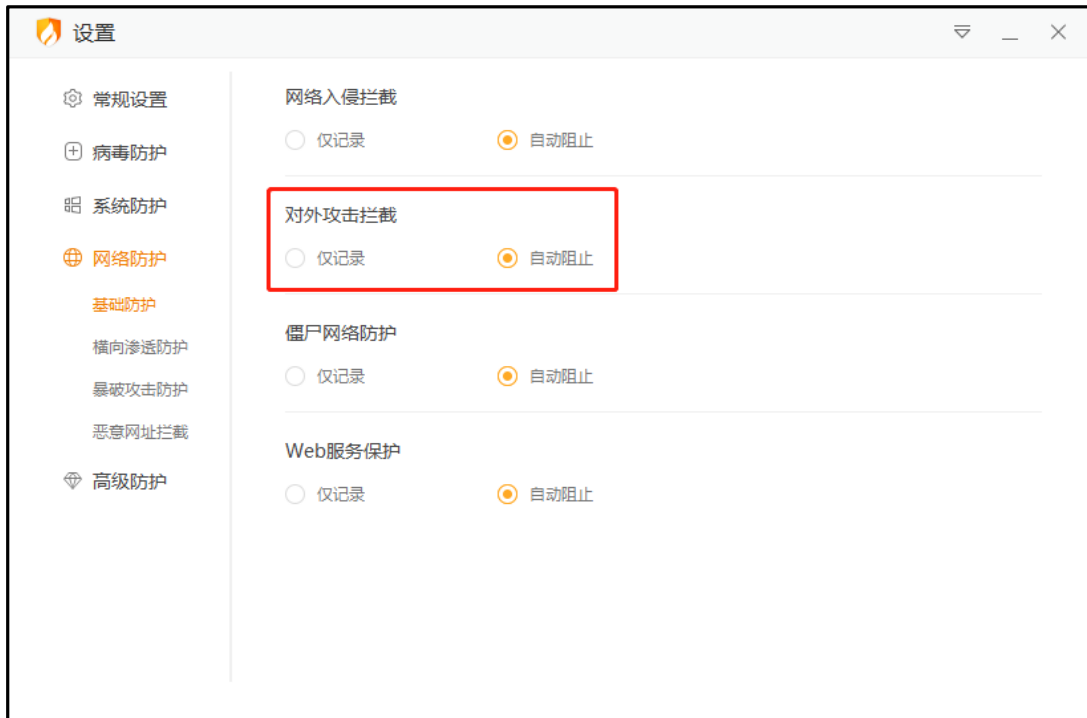 设置
常规设置
病毒防护
系统防护
网络防护
基础防护
横向渗透防护
暴破攻击防护
恶意网址拦截
高级防护
网络入侵拦截
仅记录 自动阻止
对外攻击拦截
仅记录 自动阻止
僵尸网络防护
仅记录 自动阻止
Web服务保护
仅记录 自动阻止